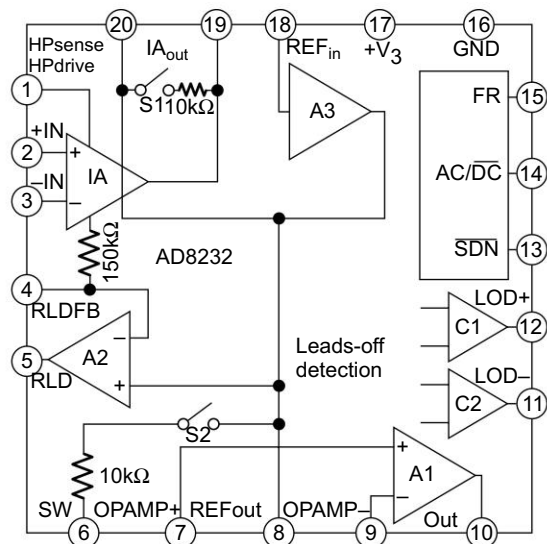 20 19 18 17 16
HPsense IAout REFin +V3 GND
HPdrive
1 S1 10kΩ A3 FR 15
+IN
2 + IA AC/DC 14
−IN
3 −
150kΩ AD8232 SDN 13
4
RLDFB LOD+
− C1 12
5 A2 Leads-off
RLD + detection LOD−
C2 11
S2
10kΩ + A1
−
SW OPAMP+ REFout OPAMP− Out
6 7 8 9 10